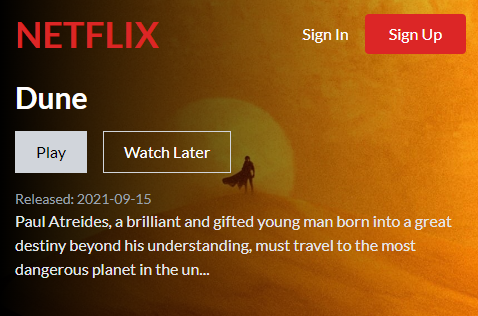 NETFLIX
Sign In
Sign Up
Dune
Play
Watch Later
Released: 2021-09-15
Paul Atreides, a brilliant and gifted young man born into a great
destiny beyond his understanding, must travel to the most
dangerous planet in the un...